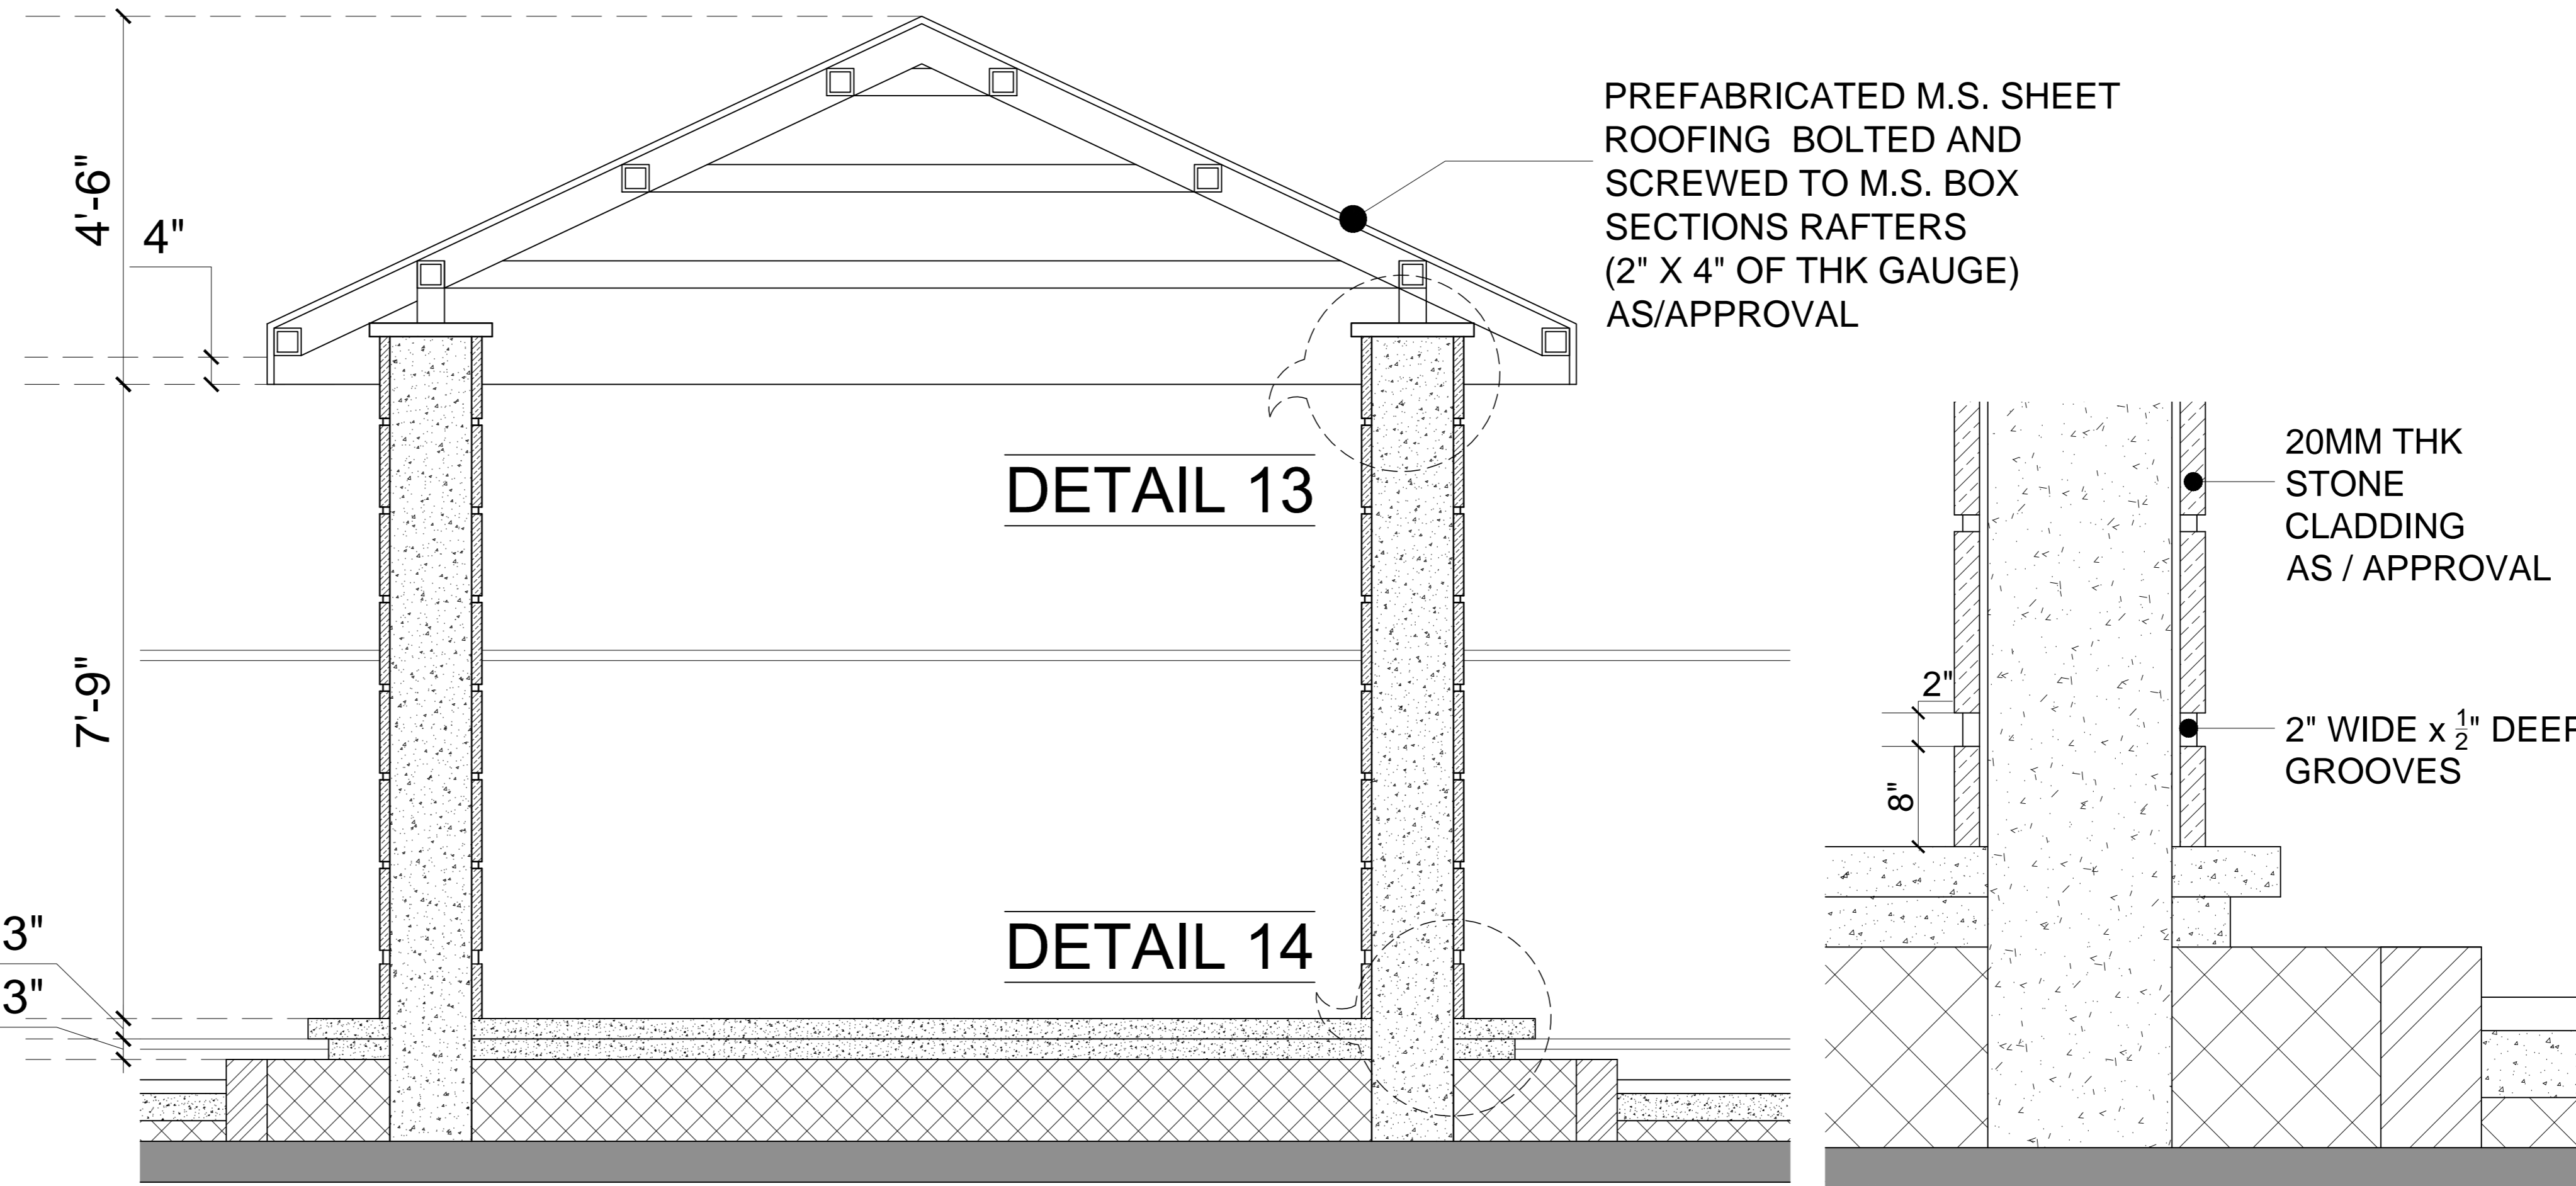 4'-6"
4"
7'-9"
3"
3"
PREFABRICATED M.S. SHEET
ROOFING BOLTED AND
SCREWED TO M.S. BOX
SECTIONS RAFTERS
(2" X 4" OF THK GAUGE)
AS/APPROVAL
DETAIL 13
DETAIL 14
20MM THK
STONE
CLADDING
AS / APPROVAL
2"
8"
2" WIDE x 1/2" DEEP
GROOVES